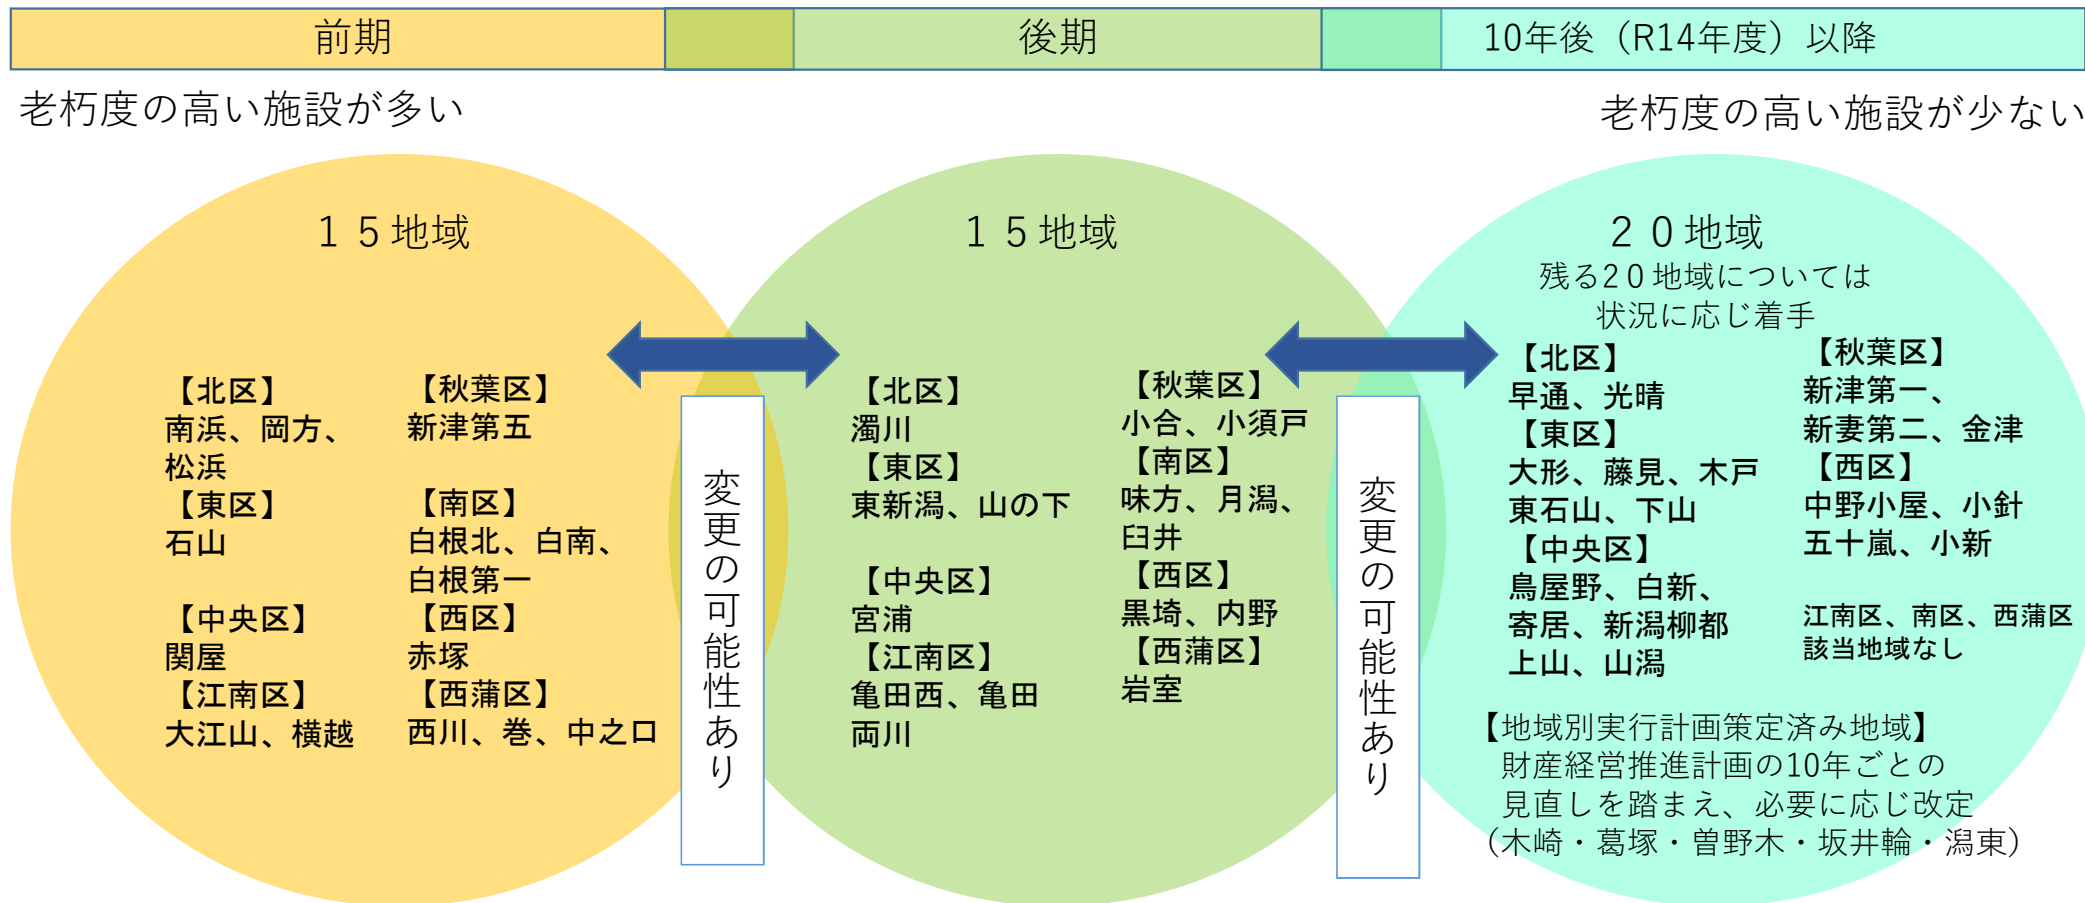 前期
後期
10年後（R14年度）以降
老朽度の高い施設が多い
老朽度の高い施設が少ない
１５地域
【北区】
南浜、岡方、
松浜
【東区】
石山
【中央区】
関屋
【江南区】
大江山、横越
【秋葉区】
新津第五
【南区】
白根北、白南、
白根第一
【西区】
赤塚
【西蒲区】
西川、巻、中之口
変更の可能性あり
１５地域
【北区】
濁川
【東区】
東新潟、山の下
【中央区】
宮浦
【江南区】
亀田西、亀田
両川
【秋葉区】
小合、小須戸
【南区】
味方、月潟、
臼井
【西区】
黒埼、内野
【西蒲区】
岩室
変更の可能性あり
２０地域
残る2０地域については
状況に応じ着手
【北区】
早通、光晴
【東区】
大形、藤見、木戸
東石山、下山
【中央区】
鳥屋野、白新、
寄居、新潟柳都
上山、山潟
【秋葉区】
新津第一、
新妻第二、金津
【西区】
中野小屋、小針
五十嵐、小新
江南区、南区、西蒲区
該当地域なし
【地域別実行計画策定済み地域】
財産経営推進計画の10年ごとの
見直しを踏まえ、必要に応じ改定
（木崎・葛塚・曽野木・坂井輪・潟東）